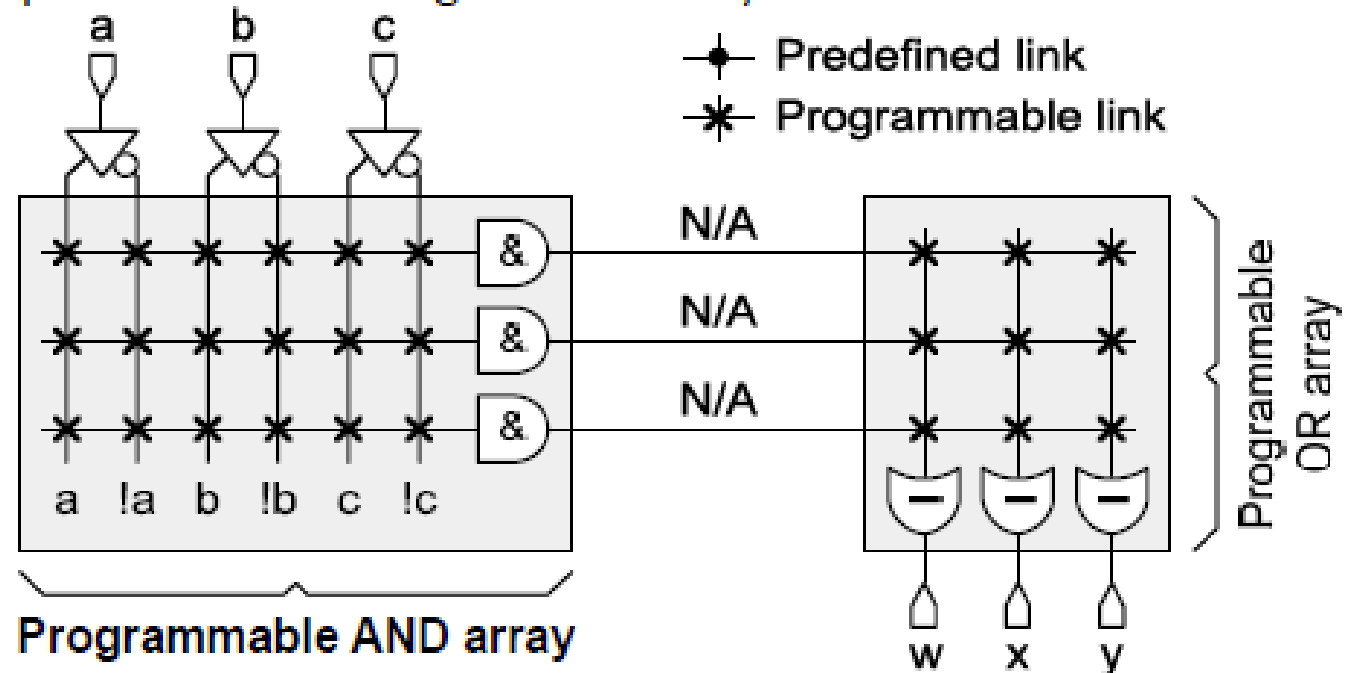 a b c
Predefined link
Programmable link
N/A
&
N/A
&
N/A
&
a !a b !b c !c
Programmable
OR array
Programmable AND array
w x y